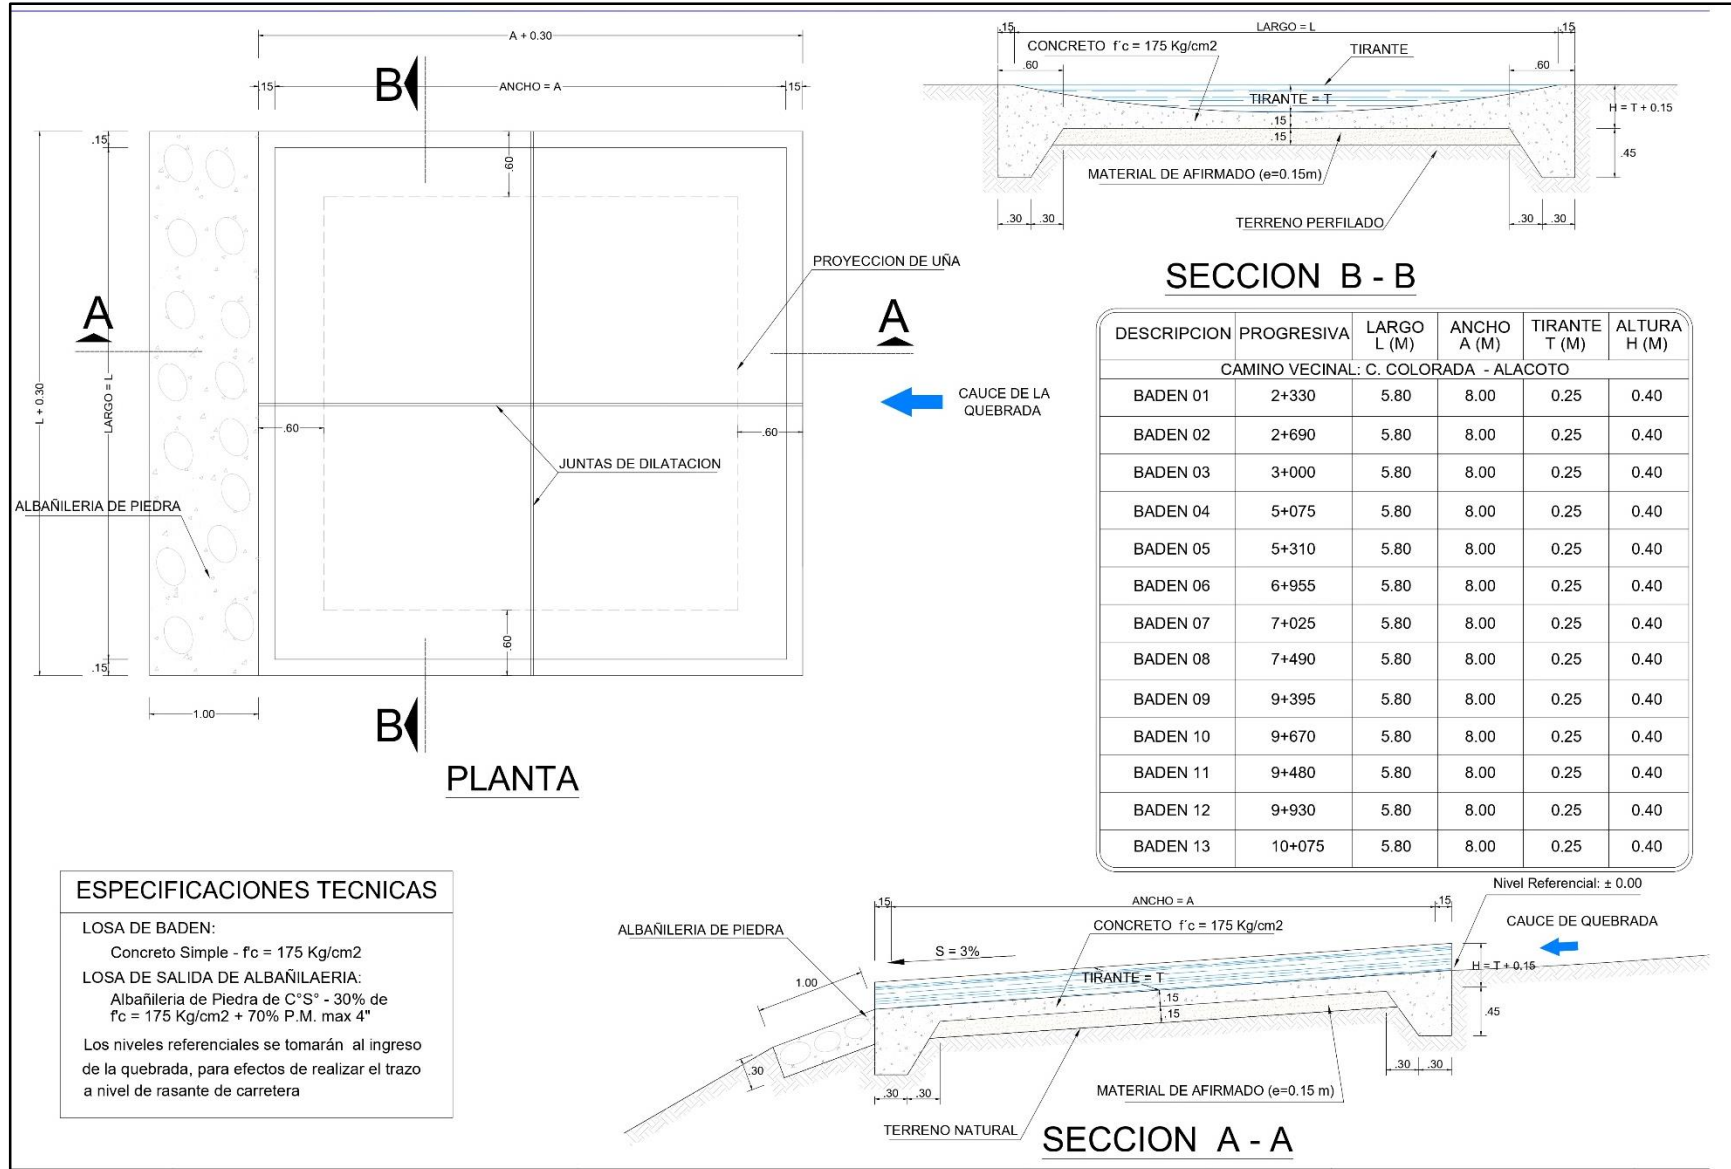 A + 0.30
B
.15
ANCHO = A
.15
.15
.60
L + 0.30
LARGO = L
A
A
PROYECCION DE UÑA
CAUCE DE LA
QUEBRADA
.60
.60
JUNTAS DE DILATACION
ALBAÑILERIA DE PIEDRA
.60
.15
1.00
B
PLANTA
.15
LARGO = L
.15
CONCRETO f´c = 175 Kg/cm2
TIRANTE
.60
.60
TIRANTE = T
H = T + 0.15
.15
.15
.45
MATERIAL DE AFIRMADO (e=0.15m)
.30
.30
TERRENO PERFILADO
.30
.30
SECCION B - B
DESCRIPCION PROGRESIVA LARGO L (M) ANCHO A (M) TIRANTE T (M) ALTURA H (M)
CAMINO VECINAL: C. COLORADA - ALACOTO
BADEN 01 2+330 5.80 8.00 0.25 0.40
BADEN 02 2+690 5.80 8.00 0.25 0.40
BADEN 03 3+000 5.80 8.00 0.25 0.40
BADEN 04 5+075 5.80 8.00 0.25 0.40
BADEN 05 5+310 5.80 8.00 0.25 0.40
BADEN 06 6+955 5.80 8.00 0.25 0.40
BADEN 07 7+025 5.80 8.00 0.25 0.40
BADEN 08 7+490 5.80 8.00 0.25 0.40
BADEN 09 9+395 5.80 8.00 0.25 0.40
BADEN 10 9+670 5.80 8.00 0.25 0.40
BADEN 11 9+480 5.80 8.00 0.25 0.40
BADEN 12 9+930 5.80 8.00 0.25 0.40
BADEN 13 10+075 5.80 8.00 0.25 0.40
ESPECIFICACIONES TECNICAS
LOSA DE BADEN:
Concreto Simple - f'c = 175 Kg/cm2
LOSA DE SALIDA DE ALBAÑILAERIA:
Albañileria de Piedra de C°S° - 30% de
f'c = 175 Kg/cm2 + 70% P.M. max 4"
Los niveles referenciales se tomarán al ingreso
de la quebrada, para efectos de realizar el trazo
a nivel de rasante de carretera
Nivel Referencial: ± 0.00
.15
ANCHO = A
.15
CAUCE DE QUEBRADA
ALBAÑILERIA DE PIEDRA
CONCRETO f´c = 175 Kg/cm2
S = 3%
H = T + 0.15
TIRANTE = T
1.00
.15
.15
.45
.30
.30
.30
.30
.30
MATERIAL DE AFIRMADO (e=0.15 m)
TERRENO NATURAL
SECCION A - A